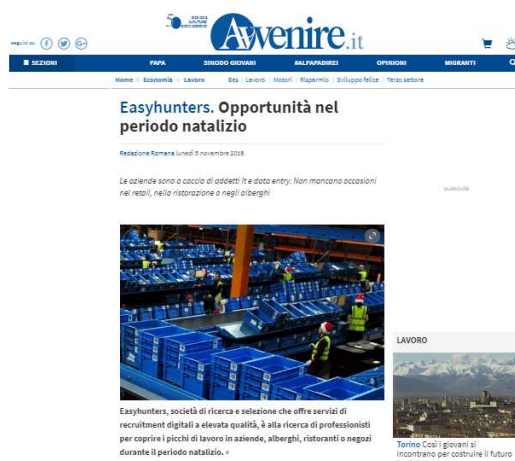 Avvenire.it
SEZIONI
PAPA
SINODO GIOVANI
#ALPAPADIREI
OPINIONI
MIGRANTI
Home
Economia
Lavoro
Bes
Lavoro
Motori
Risparmio
Sviluppo felice
Terzo settore
Easyhunters. Opportunità nel
periodo natalizio
Redazione Romana lunedì 5 novembre 2018
Le aziende sono a caccia di addetti It e data entry. Non mancano occasioni
nel retail, nella ristorazione o negli alberghi
pubblicità
LAVORO
Easyhunters, società di ricerca e selezione che offre servizi di
recruitment digitali a elevata qualità, è alla ricerca di professionisti
per coprire i picchi di lavoro in aziende, alberghi, ristoranti o negozi
durante il periodo natalizio.
Torino Così i giovani si
incontrano per costruire il futuro